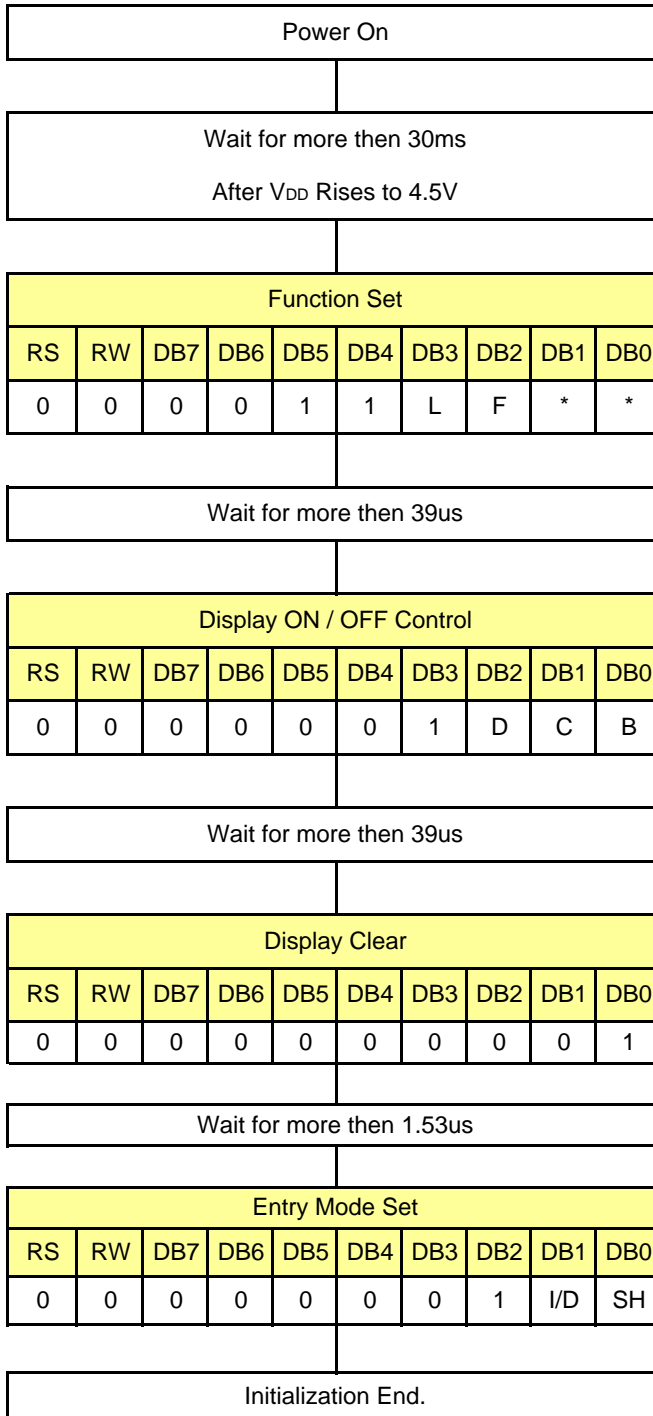 Power On
Wait for more then 30ms
After VDD Rises to 4.5V
Function Set
RS RW DB7 DB6 DB5 DB4 DB3 DB2 DB1 DB0
0 0 0 0 1 1 L F * *
Wait for more then 39us
Display ON / OFF Control
RS RW DB7 DB6 DB5 DB4 DB3 DB2 DB1 DB0
0 0 0 0 0 0 1 D C B
Wait for more then 39us
Display Clear
RS RW DB7 DB6 DB5 DB4 DB3 DB2 DB1 DB0
0 0 0 0 0 0 0 0 0 1
Wait for more then 1.53us
Entry Mode Set
RS RW DB7 DB6 DB5 DB4 DB3 DB2 DB1 DB0
0 0 0 0 0 0 0 1 I/D SH
Initialization End.